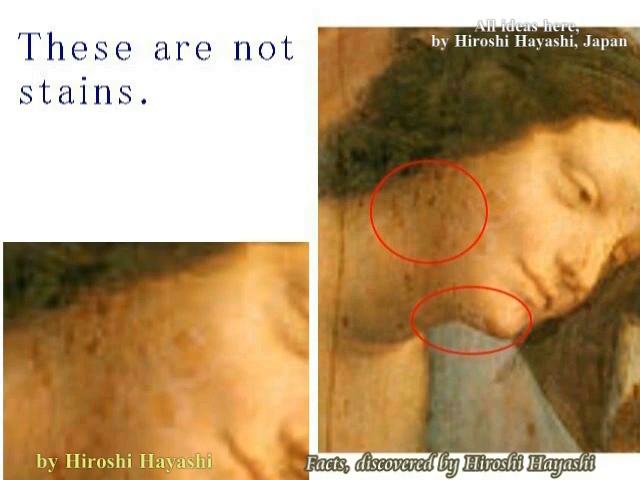 These are not
stains.
All ideas here,
by Hiroshi Hayashi, Japan
by Hiroshi Hayashi
Facts, discovered by Hiroshi Hayashi